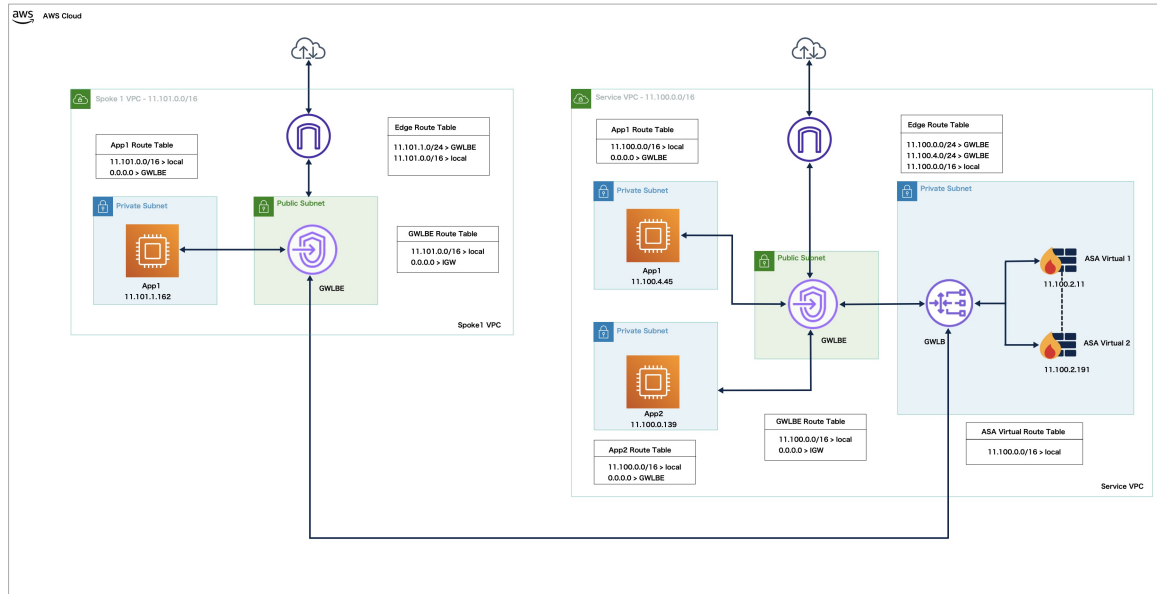 aws
AWS Cloud
Spoke 1 VPC - 11.101.0.0/16
App1 Route Table
11.101.0.0/16 > local
0.0.0.0 > GWLBE
Edge Route Table
11.101.1.0/24 > GWLBE
11.101.0.0/16 > local
Private Subnet
App1
11.101.1.162
Public Subnet
GWLBE
GWLBE Route Table
11.101.0.0/16 > local
0.0.0.0 > IGW
Spoke1 VPC
Service VPC - 11.100.0.0/16
App1 Route Table
11.100.0.0/16 > local
0.0.0.0 > GWLBE
Edge Route Table
11.100.0.0/24 > GWLBE
11.100.4.0/24 > GWLBE
11.100.0.0/16 > local
Private Subnet
App1
11.100.4.45
Public Subnet
GWLBE
Private Subnet
GWLB
ASA Virtual 1
11.100.2.11
ASA Virtual 2
11.100.2.191
Private Subnet
App2
11.100.0.139
App2 Route Table
11.100.0.0/16 > local
0.0.0.0 > GWLBE
GWLBE Route Table
11.100.0.0/16 > local
0.0.0.0 > IGW
ASA Virtual Route Table
11.100.0.0/16 > local
Service VPC